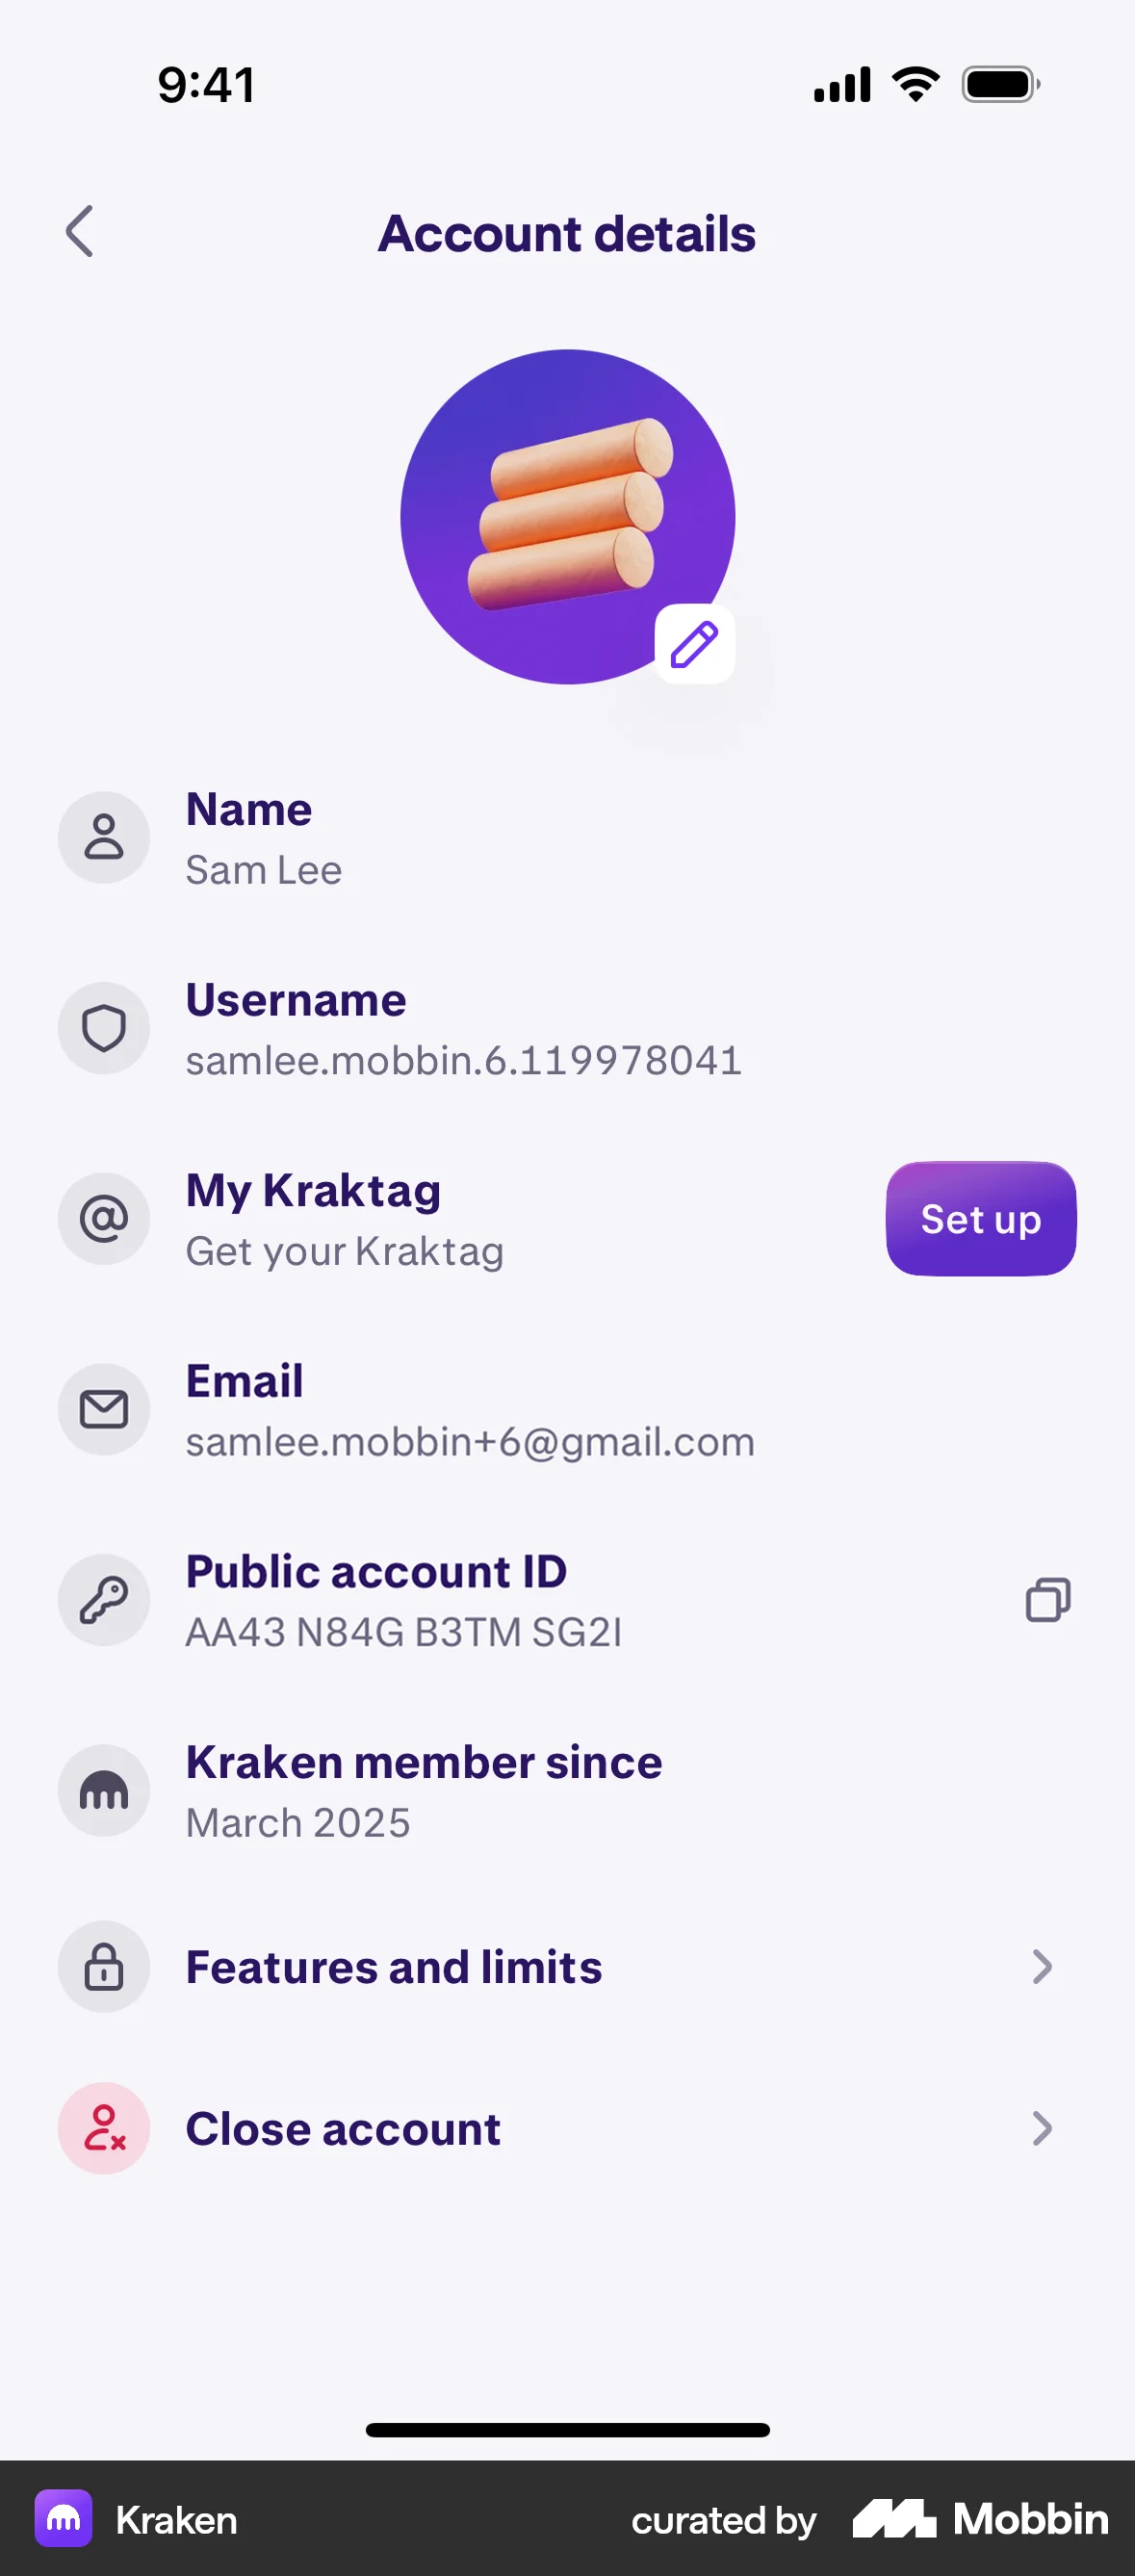 9:41
Account details
Name
Sam Lee
Username
samlee.mobbin.6.119978041
My Kraktag
Get your Kraktag
Set up
Email
samlee.mobbin+6@gmail.com
Public account ID
AA43 N84G B3TM SG2I
Kraken member since
March 2025
Features and limits
Close account
Kraken
curated by Mobbin